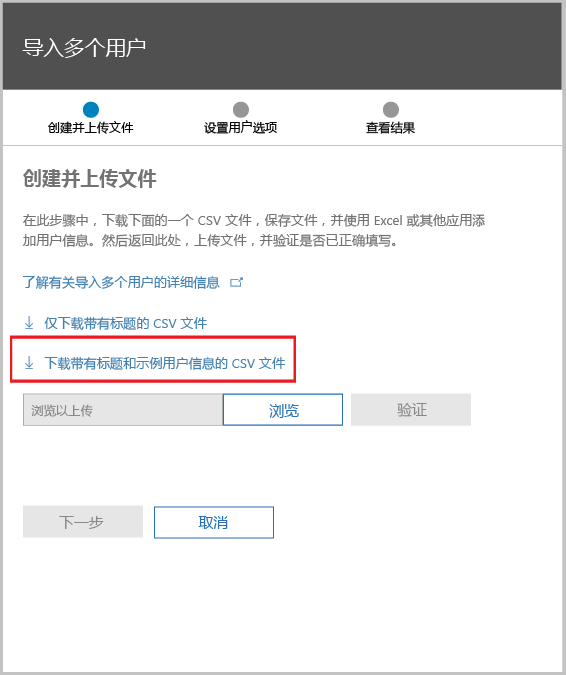 导入多个用户
创建并上传文件
设置用户选项
查看结果
创建并上传文件
在此步骤中，下载下面的一个 CSV 文件，保存文件，并使用 Excel 或其他应用添
加用户信息。然后返回此处，上传文件，并验证是否已正确填写。
了解有关导入多个用户的详细信息
仅下载带有标题的 CSV 文件
下载带有标题和示例用户信息的 CSV 文件
浏览以上传
浏览
验证
下一步
取消